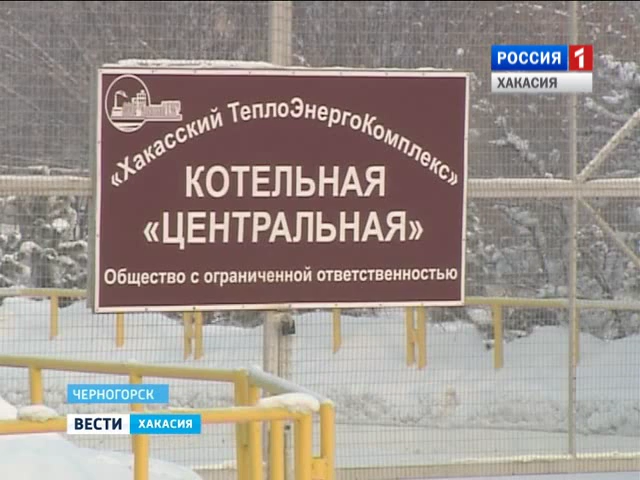 РОССИЯ 1
ХАКАСИЯ
«Хакасский ТеплоЭнергоКомплекс»
КОТЕЛЬНАЯ
«ЦЕНТРАЛЬНАЯ»
Общество с ограниченной ответственностью
ЧЕРНОГОРСК
ВЕСТИ ХАКАСИЯ